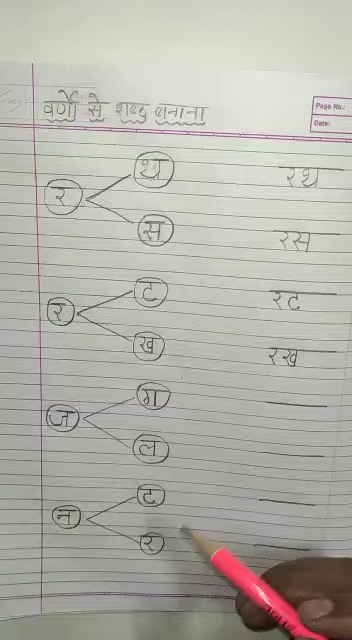 वर्णों से शब्द बनाना
Page No.:
Date:
र थ रथ
स रस
र ट रट
ख रख
ज ग
ल
न ट
र